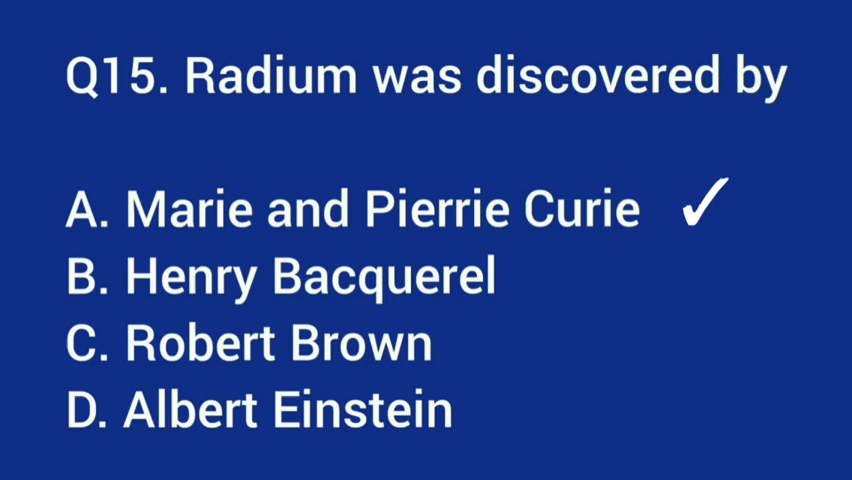 Q15. Radium was discovered by
A. Marie and Pierrie Curie ✓
B. Henry Bacquerel
C. Robert Brown
D. Albert Einstein